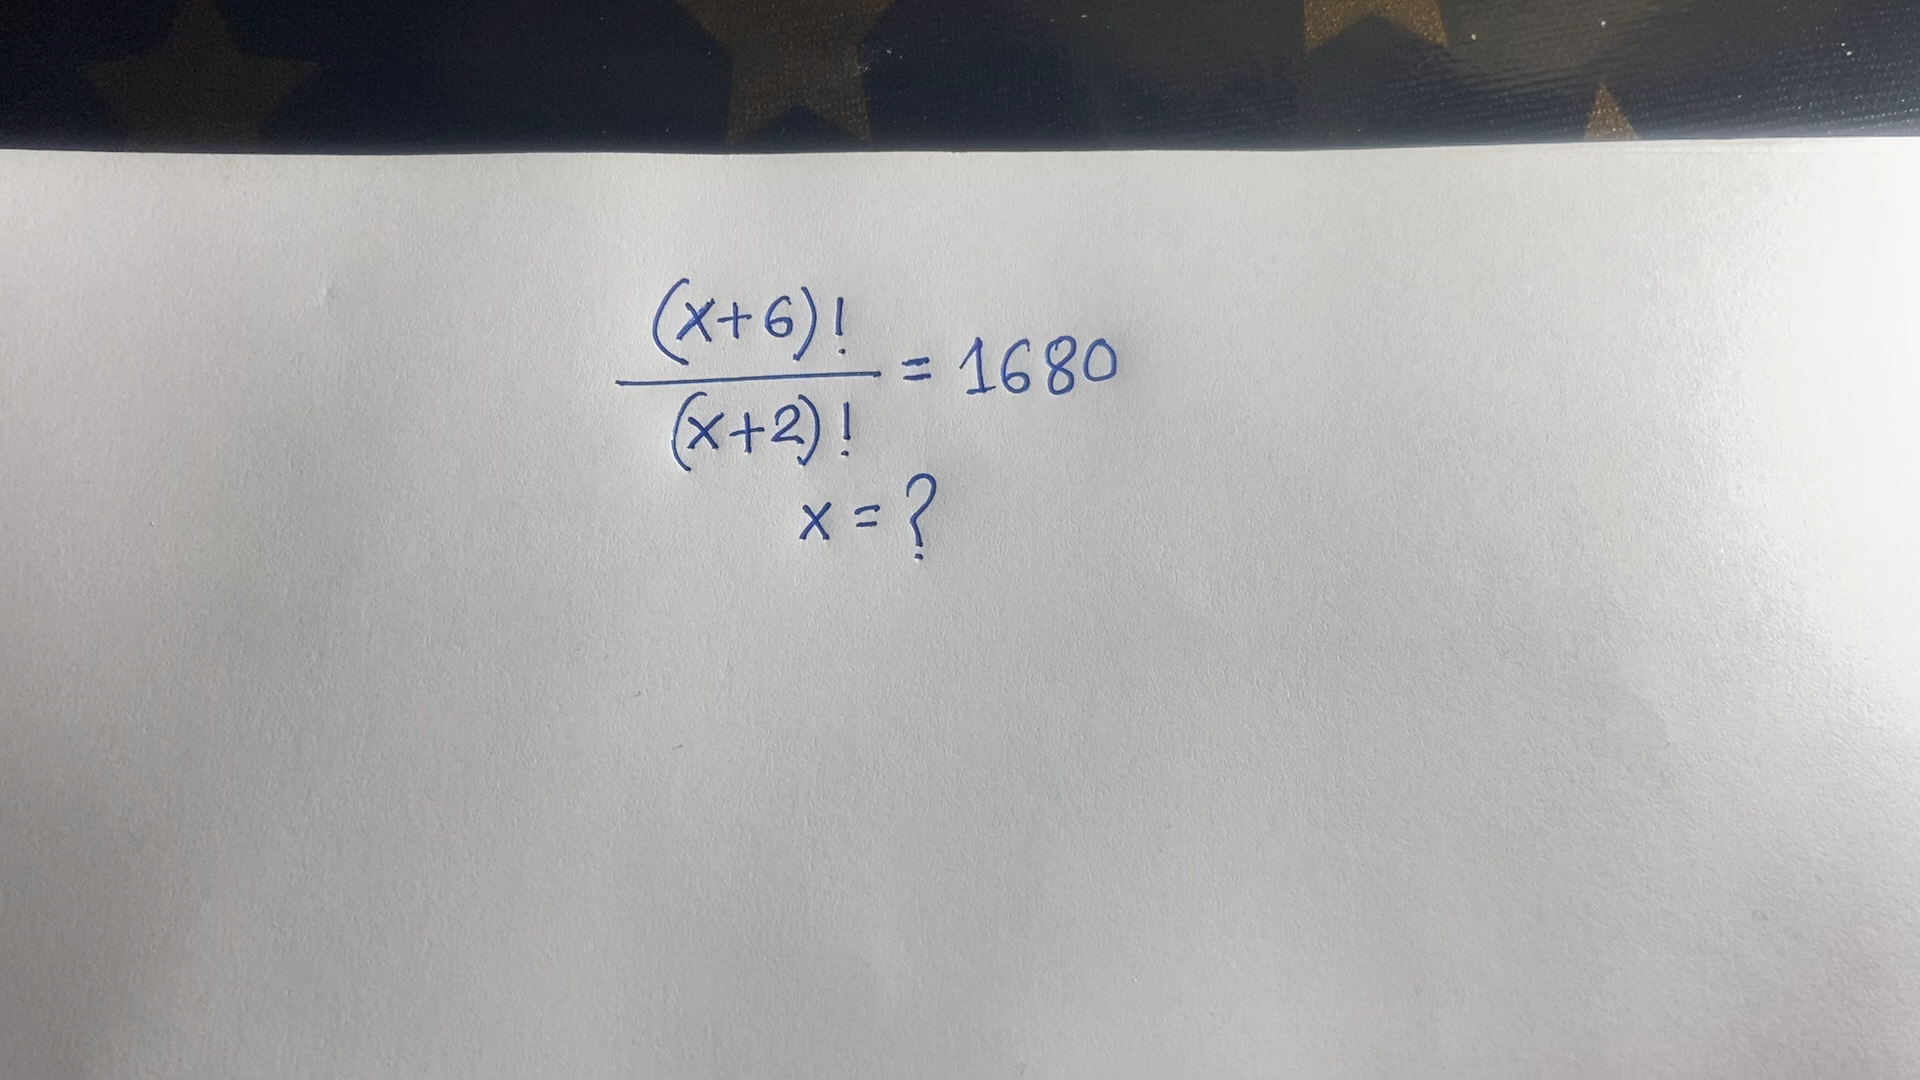 (x+6)!
/ (x+2)! = 1680
x = ?